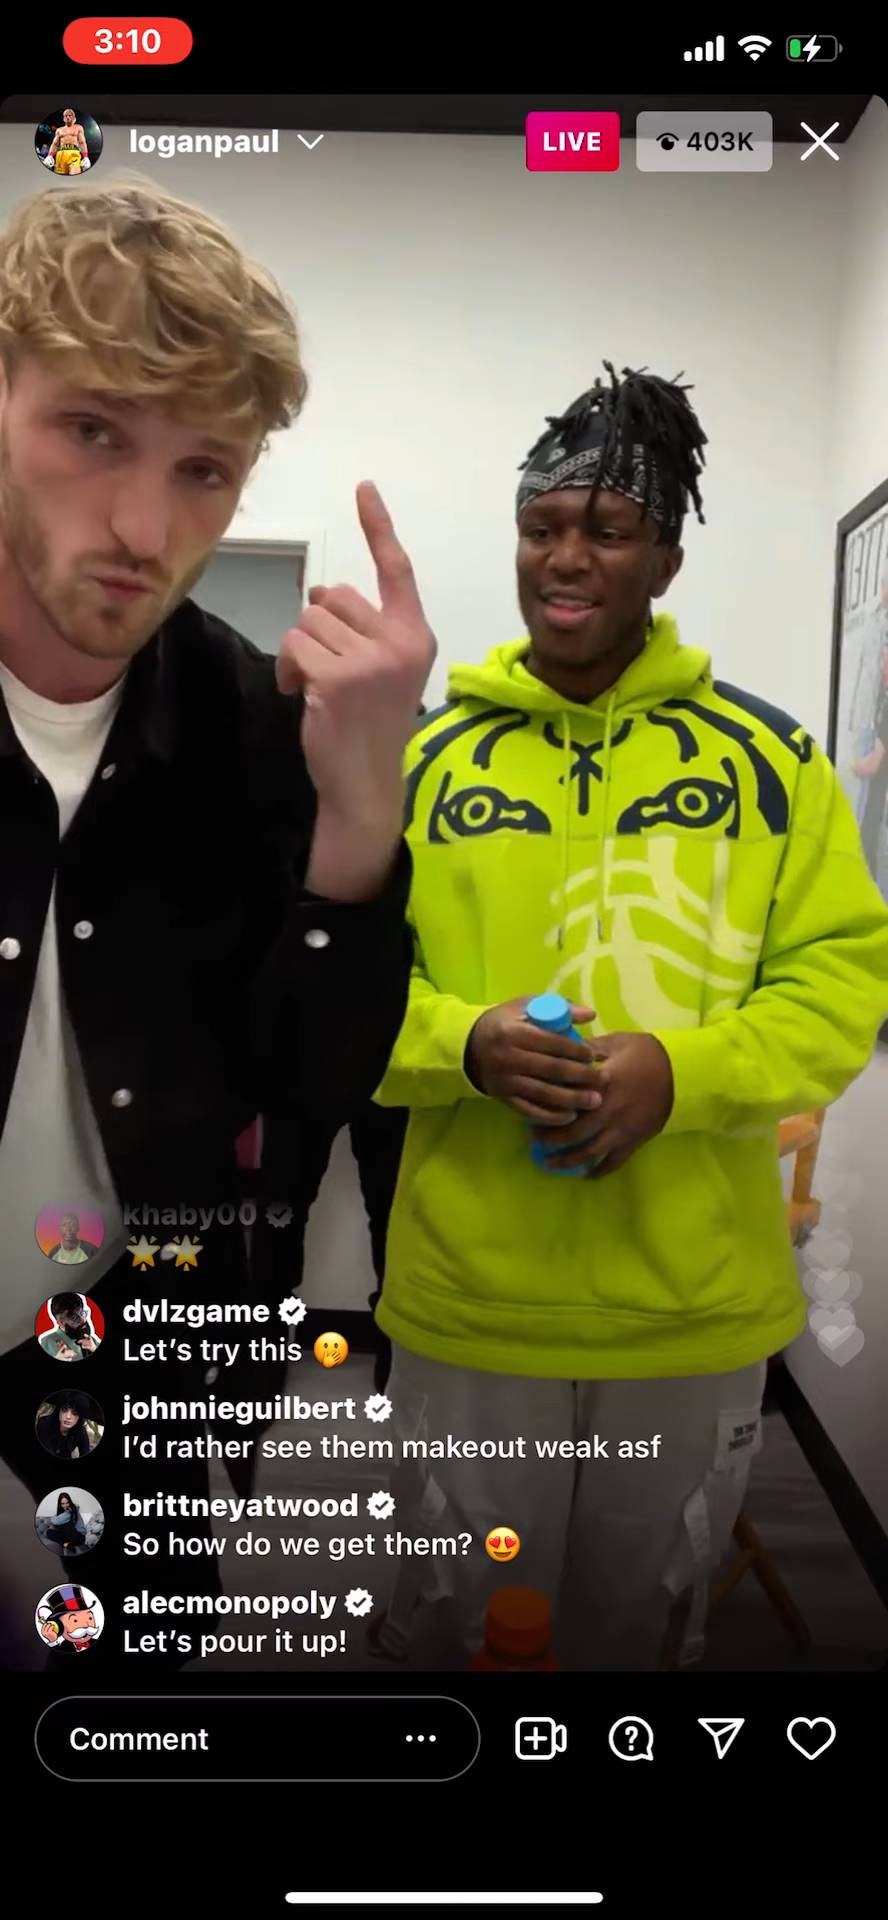 3:10
loganpaul
LIVE
403K
khaby00
🌟🌟
dvlzgame
Let's try this 🤭
johnnieguilbert
I'd rather see them makeout weak asf
brittneyatwood
So how do we get them? 😍
alecmonopoly
Let's pour it up!
Comment